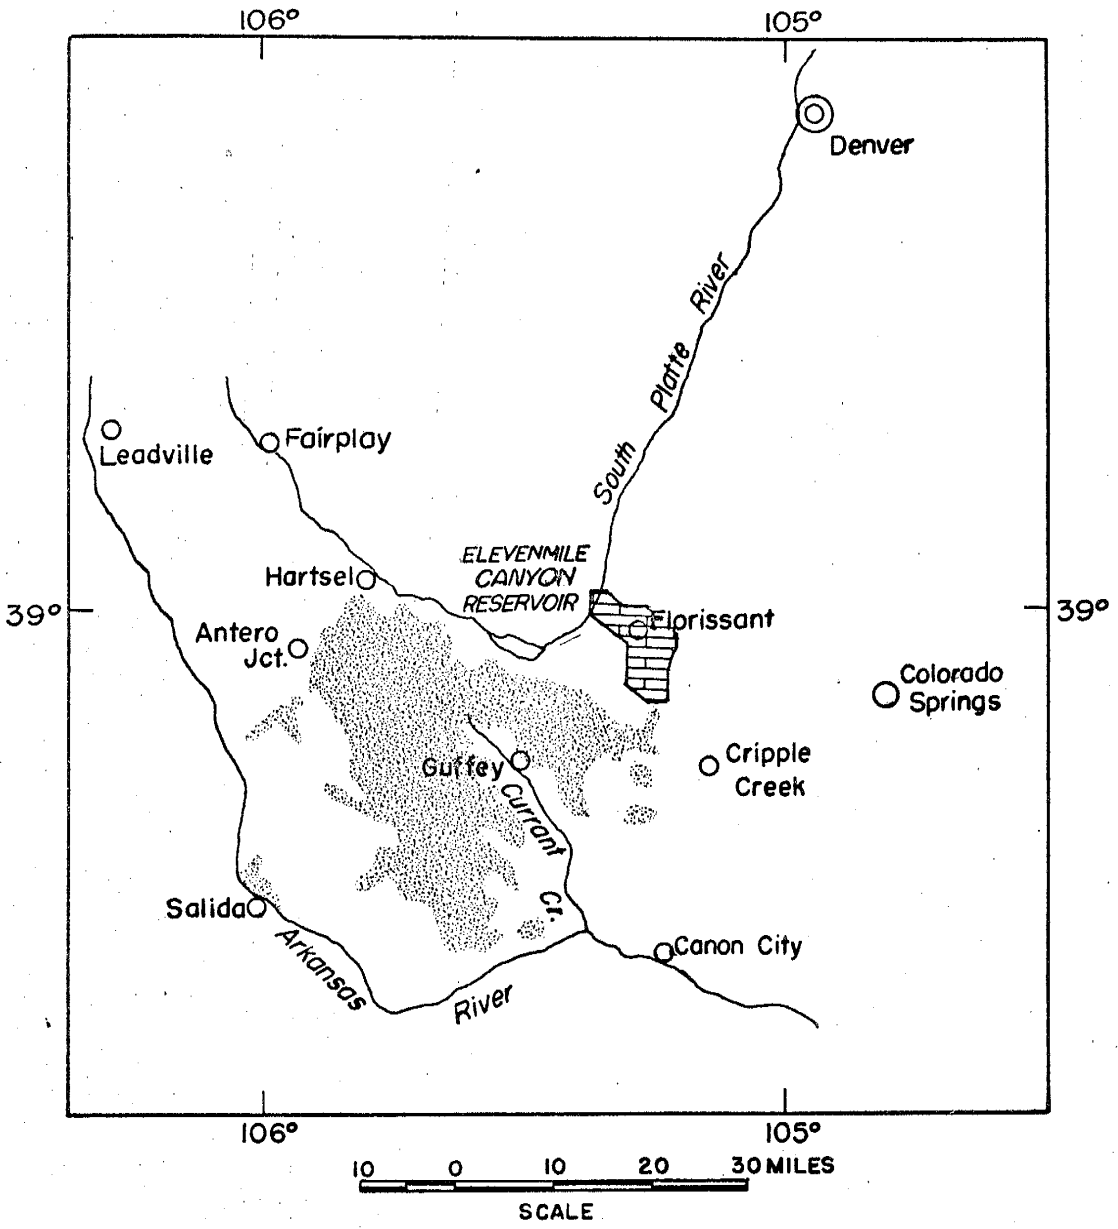 106°
105°
Denver
South Platte River
Leadville
Fairplay
Hartsel
ELEVENMILE
CANYON
RESERVOIR
39°
39°
Florissant
Antero
Jct.
Colorado
Springs
Guffey
Cripple
Creek
Currant Cr.
Salida
Arkansas River
Canon City
106°
105°
10 0 10 20 30 MILES
SCALE